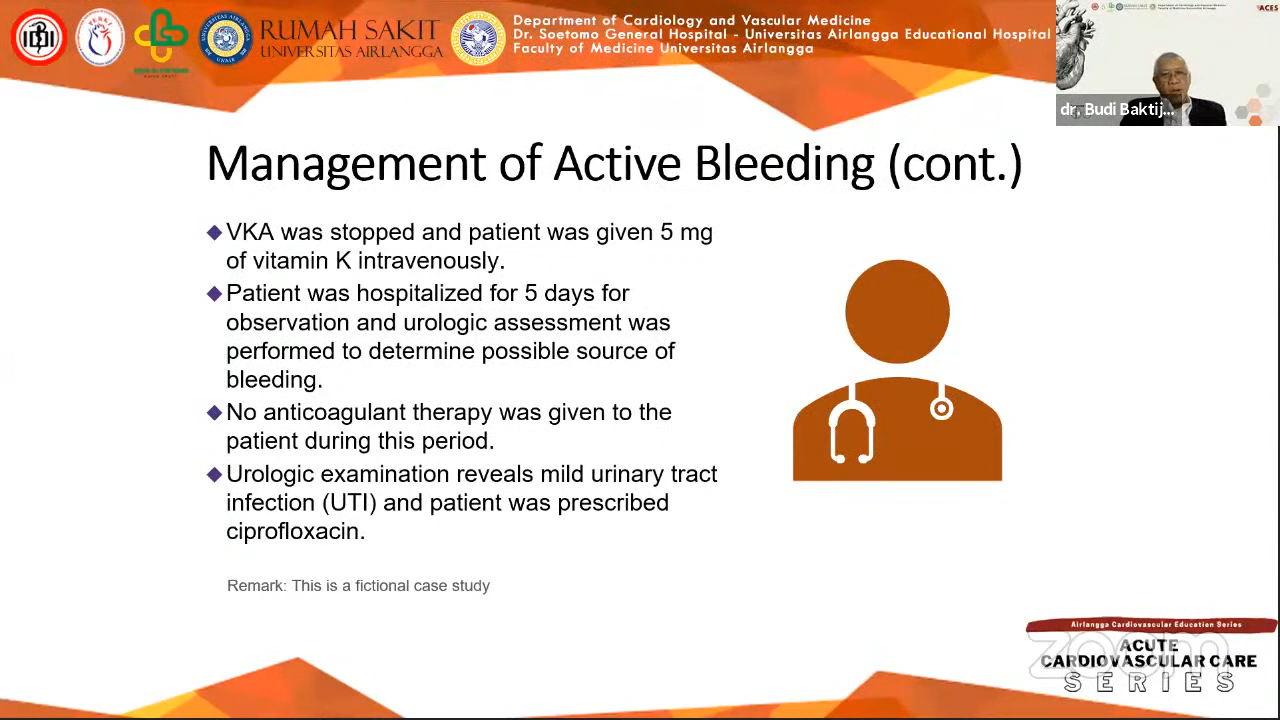 RUMAH SAKIT
UNIVERSITAS AIRLANGGA
Department of Cardiology and Vascular Medicine
Dr. Soetomo General Hospital - Universitas Airlangga Educational Hospital
Faculty of Medicine Universitas Airlangga
ACES
dr, Budi Baktij...
Management of Active Bleeding (cont.)
VKA was stopped and patient was given 5 mg
of vitamin K intravenously.
Patient was hospitalized for 5 days for
observation and urologic assessment was
performed to determine possible source of
bleeding.
No anticoagulant therapy was given to the
patient during this period.
Urologic examination reveals mild urinary tract
infection (UTI) and patient was prescribed
ciprofloxacin.
Remark: This is a fictional case study
Airlangga Cardiovascular Education Series
zoom
ACUTE
CARDIOVASCULAR CARE
SERIES